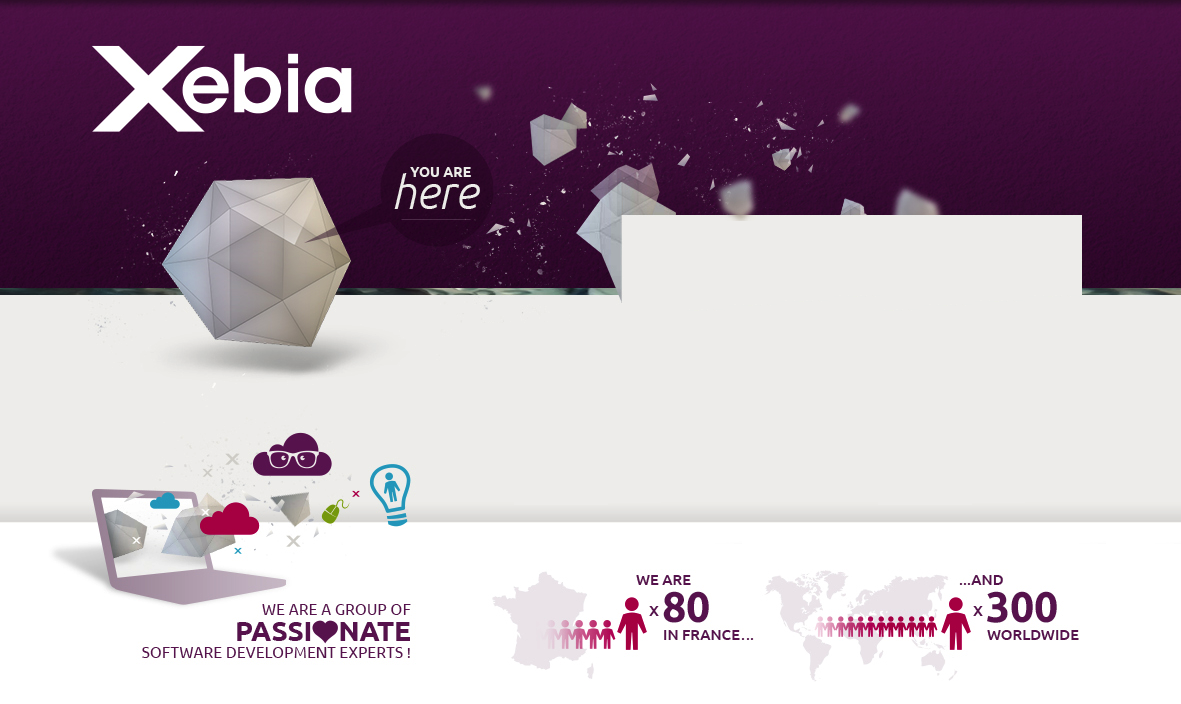 Xebia
YOU ARE
here
WE ARE A GROUP OF
PASSI♥NATE
SOFTWARE DEVELOPMENT EXPERTS !
WE ARE
x 80
IN FRANCE...
...AND
x 300
WORLDWIDE